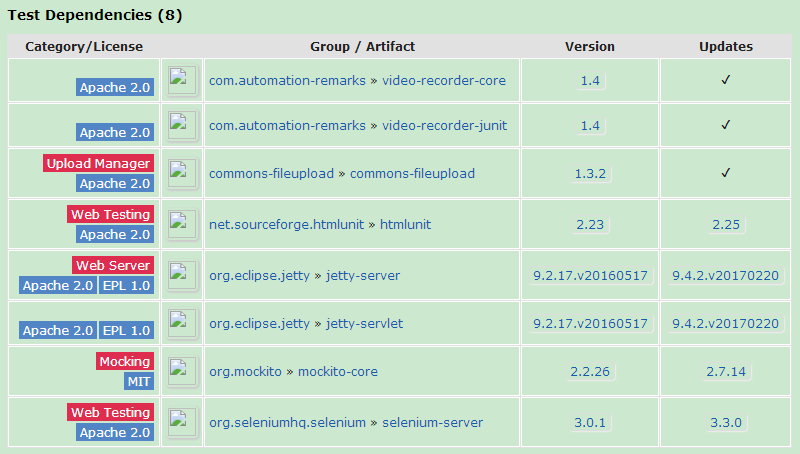 Test Dependencies (8)
Category/License Group / Artifact Version Updates
Apache 2.0 com.automation-remarks » video-recorder-core 1.4 ✓
Apache 2.0 com.automation-remarks » video-recorder-junit 1.4 ✓
Upload Manager
Apache 2.0 commons-fileupload » commons-fileupload 1.3.2 ✓
Web Testing
Apache 2.0 net.sourceforge.htmlunit » htmlunit 2.23 2.25
Web Server
Apache 2.0 EPL 1.0 org.eclipse.jetty » jetty-server 9.2.17.v20160517 9.4.2.v20170220
Apache 2.0 EPL 1.0 org.eclipse.jetty » jetty-servlet 9.2.17.v20160517 9.4.2.v20170220
Mocking
MIT org.mockito » mockito-core 2.2.26 2.7.14
Web Testing
Apache 2.0 org.seleniumhq.selenium » selenium-server 3.0.1 3.3.0